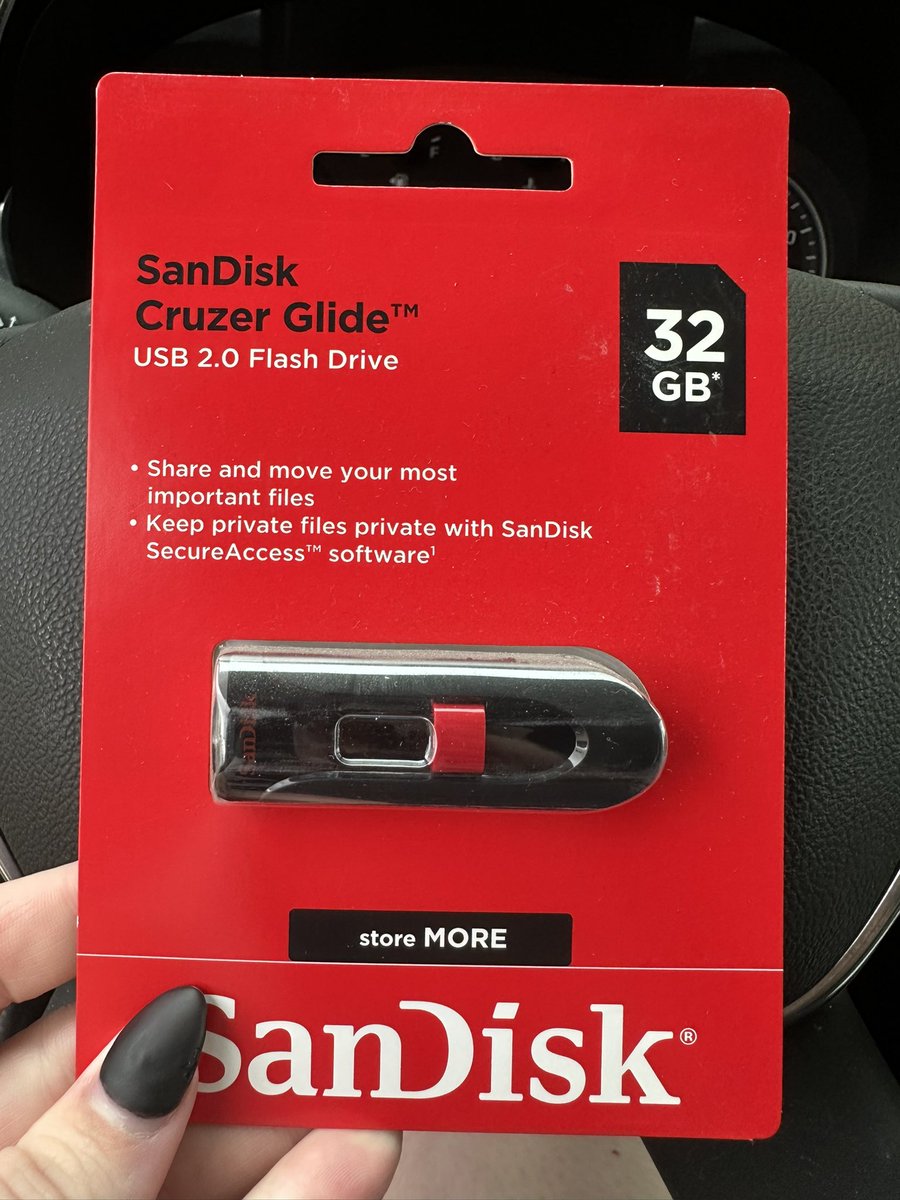 SanDisk
Cruzer Glide™
USB 2.0 Flash Drive
32
GB*
• Share and move your most
important files
• Keep private files private with SanDisk
SecureAccess™ software¹
SanDisk
store MORE
SanDisk®